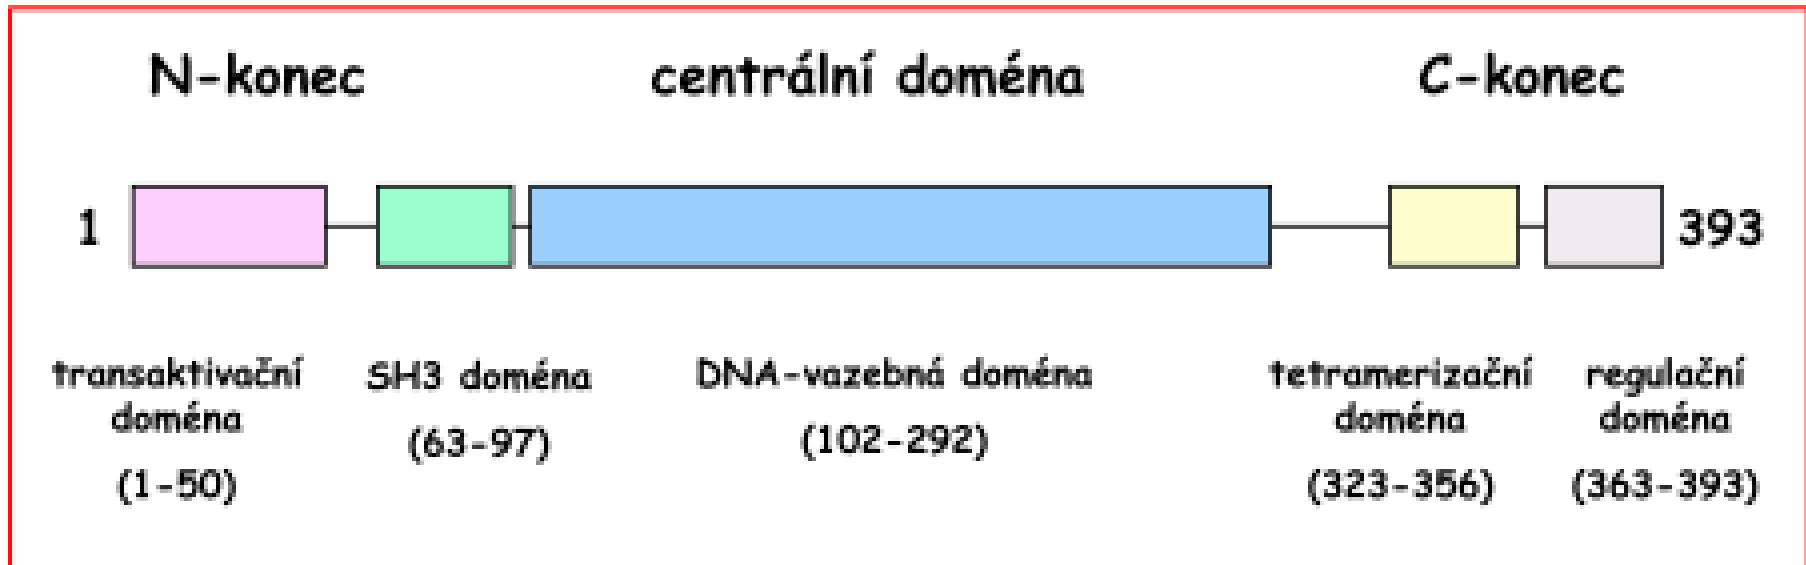 N-konec centrální doména C-konec
1 393
transaktivační doména
(1-50)
SH3 doména
(63-97)
DNA-vazebná doména
(102-292)
tetramerizační
doména
(323-356)
regulační
doména
(363-393)